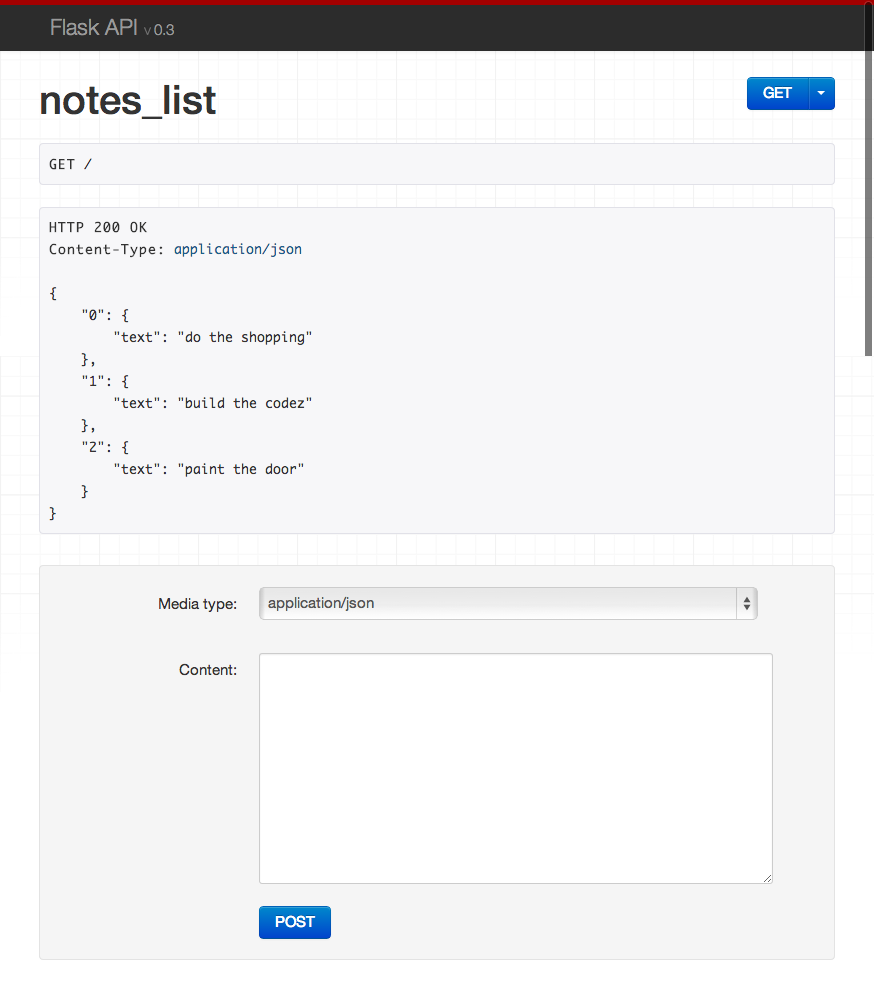 Flask API v 0.3
notes_list
GET
GET /
HTTP 200 OK
Content-Type: application/json
{
    "0": {
        "text": "do the shopping"
    },
    "1": {
        "text": "build the codez"
    },
    "2": {
        "text": "paint the door"
    }
}
Media type: application/json
Content:
POST